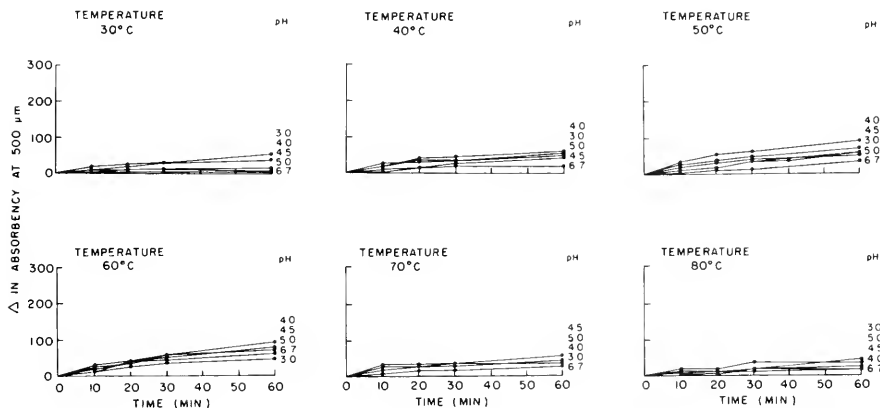 TEMPERATURE
30°C
pH
TEMPERATURE
40°C
pH
TEMPERATURE
50°C
pH
300
200
100
0
3 0
4 0
4 5
5 0
6 7
4 0
3 0
5 0
4 5
6 7
4 0
4 5
3 0
5 0
6 7
Δ IN ABSORBENCY AT 500 μm
TEMPERATURE
60°C
pH
TEMPERATURE
70°C
pH
TEMPERATURE
80°C
pH
300
200
100
0
4 0
4 5
5 0
6 7
3 0
4 5
5 0
4 0
3 0
6 7
3 0
5 0
4 5
4 0
6 7
0 10 20 30 40 50 60
0 10 20 30 40 50 60
0 10 20 30 40 50 60
TIME (MIN)
TIME (MIN)
TIME (MIN)